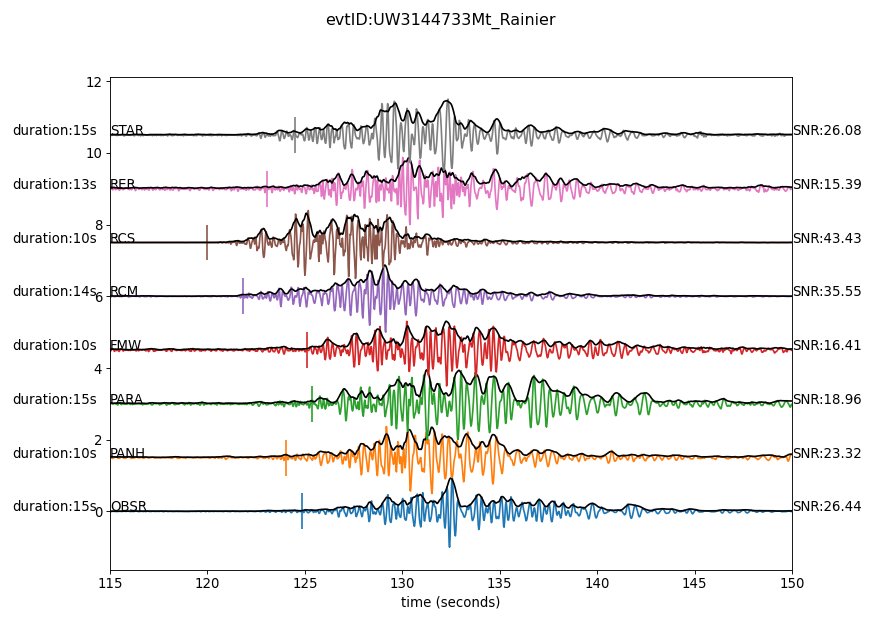 evtID:UW3144733Mt_Rainier
12
duration:15s STAR SNR:26.08
10
duration:13s RER SNR:15.39
8
duration:10s RCS SNR:43.43
duration:14s RCM SNR:35.55
6
duration:10s FMW SNR:16.41
4
duration:15s PARA SNR:18.96
2
duration:10s PANH SNR:23.32
duration:15s OBSR SNR:26.44
0
115 120 125 130 135 140 145 150
time (seconds)